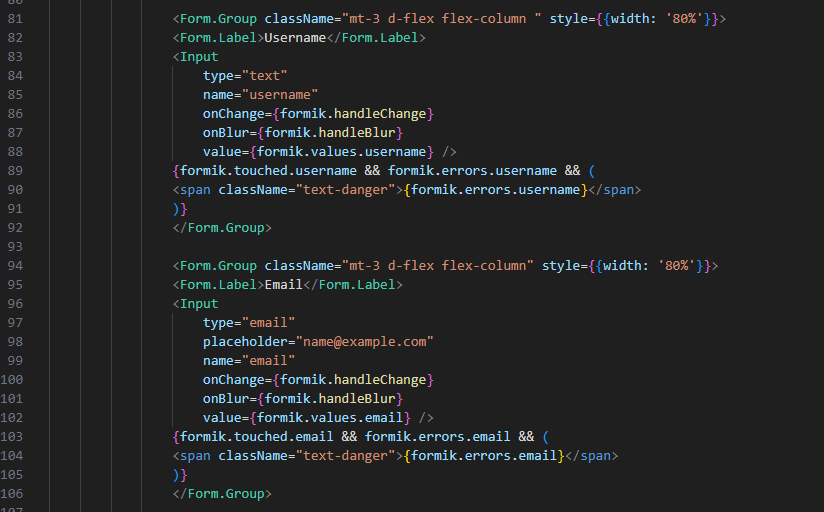 81 <Form.Group className="mt-3 d-flex flex-column " style={{width: '80%'}}>
82 <Form.Label>Username</Form.Label>
83 <Input
84 type="text"
85 name="username"
86 onChange={formik.handleChange}
87 onBlur={formik.handleBlur}
88 value={formik.values.username} />
89 {formik.touched.username && formik.errors.username && (
90 <span className="text-danger">{formik.errors.username}</span>
91 )}
92 </Form.Group>
93
94 <Form.Group className="mt-3 d-flex flex-column" style={{width: '80%'}}>
95 <Form.Label>Email</Form.Label>
96 <Input
97 type="email"
98 placeholder="name@example.com"
99 name="email"
100 onChange={formik.handleChange}
101 onBlur={formik.handleBlur}
102 value={formik.values.email} />
103 {formik.touched.email && formik.errors.email && (
104 <span className="text-danger">{formik.errors.email}</span>
105 )}
106 </Form.Group>